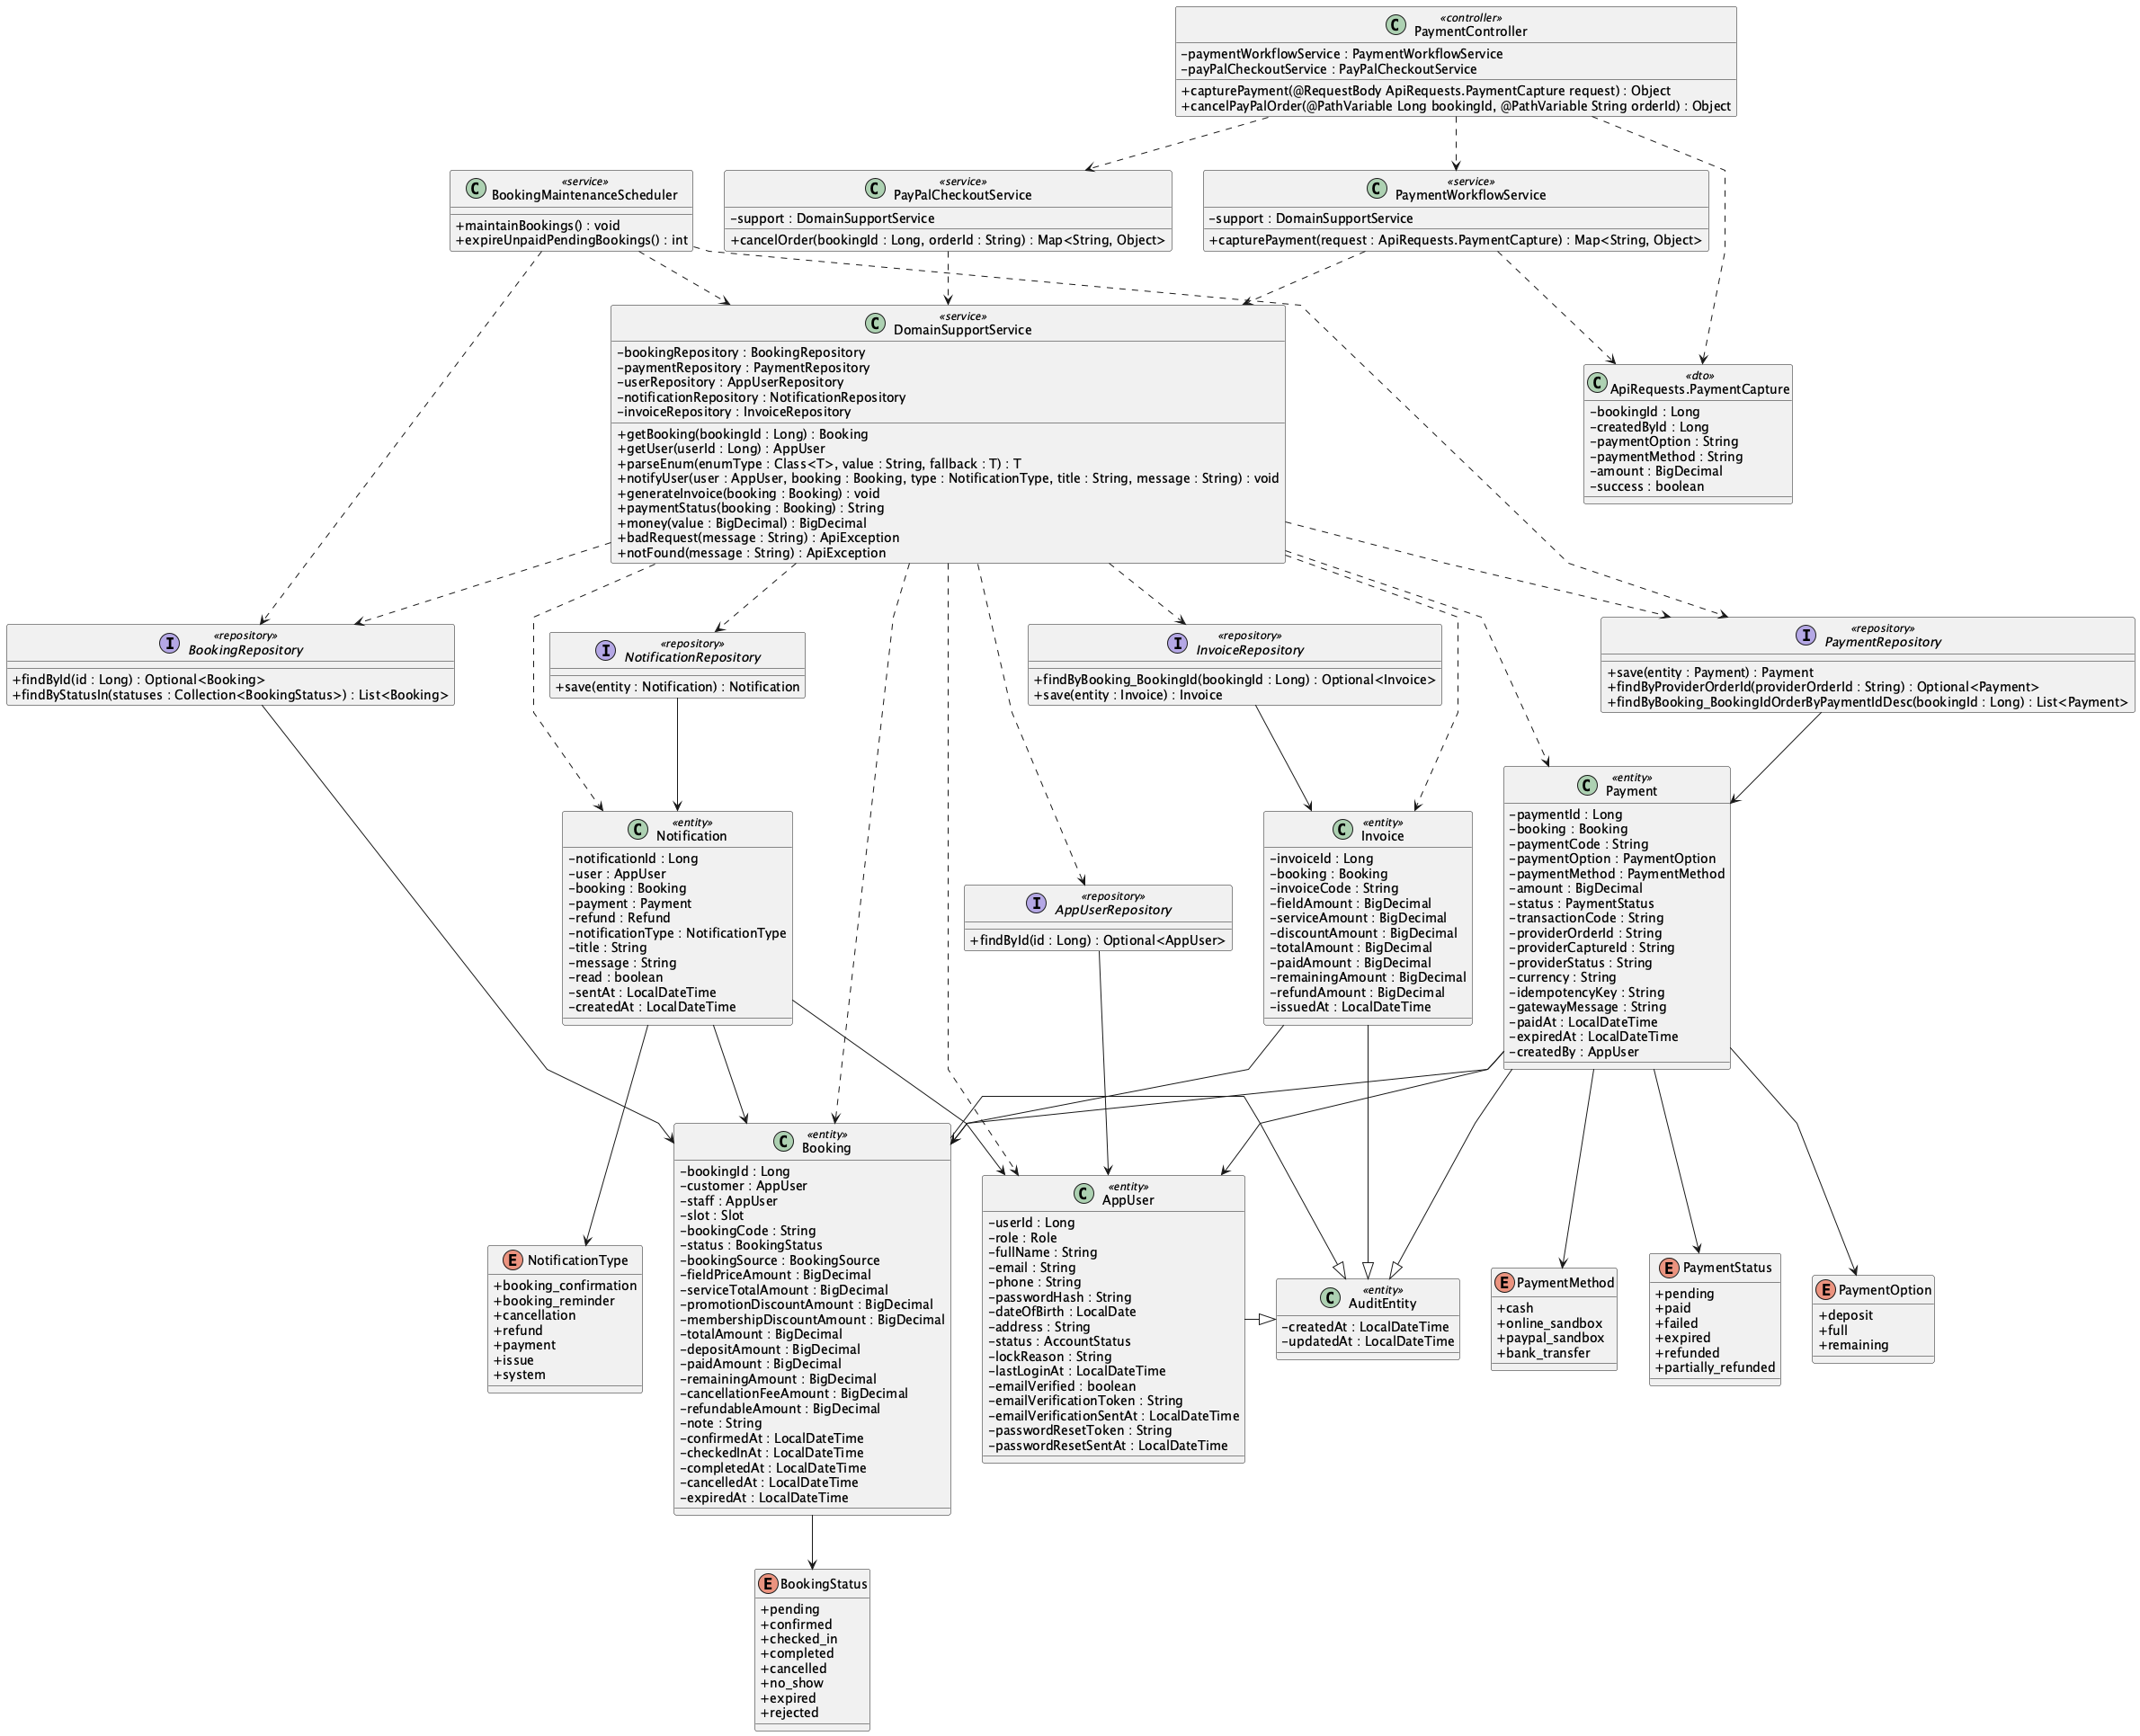 «controller»
PaymentController
-paymentWorkflowService : PaymentWorkflowService
-payPalCheckoutService : PayPalCheckoutService
+capturePayment(@RequestBody ApiRequests.PaymentCapture request) : Object
+cancelPayPalOrder(@PathVariable Long bookingId, @PathVariable String orderId) : Object
«service»
BookingMaintenanceScheduler
+maintainBookings() : void
+expireUnpaidPendingBookings() : int
«service»
PayPalCheckoutService
-support : DomainSupportService
+cancelOrder(bookingId : Long, orderId : String) : Map<String, Object>
«service»
PaymentWorkflowService
-support : DomainSupportService
+capturePayment(request : ApiRequests.PaymentCapture) : Map<String, Object>
«service»
DomainSupportService
-bookingRepository : BookingRepository
-paymentRepository : PaymentRepository
-userRepository : AppUserRepository
-notificationRepository : NotificationRepository
-invoiceRepository : InvoiceRepository
+getBooking(bookingId : Long) : Booking
+getUser(userId : Long) : AppUser
+parseEnum(enumType : Class<T>, value : String, fallback : T) : T
+notifyUser(user : AppUser, booking : Booking, type : NotificationType, title : String, message : String) : void
+generateInvoice(booking : Booking) : void
+paymentStatus(booking : Booking) : String
+money(value : BigDecimal) : BigDecimal
+badRequest(message : String) : ApiException
+notFound(message : String) : ApiException
«dto»
ApiRequests.PaymentCapture
-bookingId : Long
-createdById : Long
-paymentOption : String
-paymentMethod : String
-amount : BigDecimal
-success : boolean
«repository»
BookingRepository
+findById(id : Long) : Optional<Booking>
+findByStatusIn(statuses : Collection<BookingStatus>) : List<Booking>
«repository»
NotificationRepository
+save(entity : Notification) : Notification
«repository»
InvoiceRepository
+findByBooking_BookingId(bookingId : Long) : Optional<Invoice>
+save(entity : Invoice) : Invoice
«repository»
PaymentRepository
+save(entity : Payment) : Payment
+findByProviderOrderId(providerOrderId : String) : Optional<Payment>
+findByBooking_BookingIdOrderByPaymentIdDesc(bookingId : Long) : List<Payment>
«entity»
Notification
-notificationId : Long
-user : AppUser
-booking : Booking
-payment : Payment
-refund : Refund
-notificationType : NotificationType
-title : String
-message : String
-read : boolean
-sentAt : LocalDateTime
-createdAt : LocalDateTime
«repository»
AppUserRepository
+findById(id : Long) : Optional<AppUser>
«entity»
Invoice
-invoiceId : Long
-booking : Booking
-invoiceCode : String
-fieldAmount : BigDecimal
-serviceAmount : BigDecimal
-discountAmount : BigDecimal
-totalAmount : BigDecimal
-paidAmount : BigDecimal
-remainingAmount : BigDecimal
-refundAmount : BigDecimal
-issuedAt : LocalDateTime
«entity»
Payment
-paymentId : Long
-booking : Booking
-paymentCode : String
-paymentOption : PaymentOption
-paymentMethod : PaymentMethod
-amount : BigDecimal
-status : PaymentStatus
-transactionCode : String
-providerOrderId : String
-providerCaptureId : String
-providerStatus : String
-currency : String
-idempotencyKey : String
-gatewayMessage : String
-paidAt : LocalDateTime
-expiredAt : LocalDateTime
-createdBy : AppUser
«entity»
Booking
-bookingId : Long
-customer : AppUser
-staff : AppUser
-slot : Slot
-bookingCode : String
-status : BookingStatus
-bookingSource : BookingSource
-fieldPriceAmount : BigDecimal
-serviceTotalAmount : BigDecimal
-promotionDiscountAmount : BigDecimal
-membershipDiscountAmount : BigDecimal
-totalAmount : BigDecimal
-depositAmount : BigDecimal
-paidAmount : BigDecimal
-remainingAmount : BigDecimal
-cancellationFeeAmount : BigDecimal
-refundableAmount : BigDecimal
-note : String
-confirmedAt : LocalDateTime
-checkedInAt : LocalDateTime
-completedAt : LocalDateTime
-cancelledAt : LocalDateTime
-expiredAt : LocalDateTime
«entity»
AppUser
-userId : Long
-role : Role
-fullName : String
-email : String
-phone : String
-passwordHash : String
-dateOfBirth : LocalDate
-address : String
-status : AccountStatus
-lockReason : String
-lastLoginAt : LocalDateTime
-emailVerified : boolean
-emailVerificationToken : String
-emailVerificationSentAt : LocalDateTime
-passwordResetToken : String
-passwordResetSentAt : LocalDateTime
NotificationType
+booking_confirmation
+booking_reminder
+cancellation
+refund
+payment
+issue
+system
«entity»
AuditEntity
-createdAt : LocalDateTime
-updatedAt : LocalDateTime
PaymentMethod
+cash
+online_sandbox
+paypal_sandbox
+bank_transfer
PaymentStatus
+pending
+paid
+failed
+expired
+refunded
+partially_refunded
PaymentOption
+deposit
+full
+remaining
BookingStatus
+pending
+confirmed
+checked_in
+completed
+cancelled
+no_show
+expired
+rejected